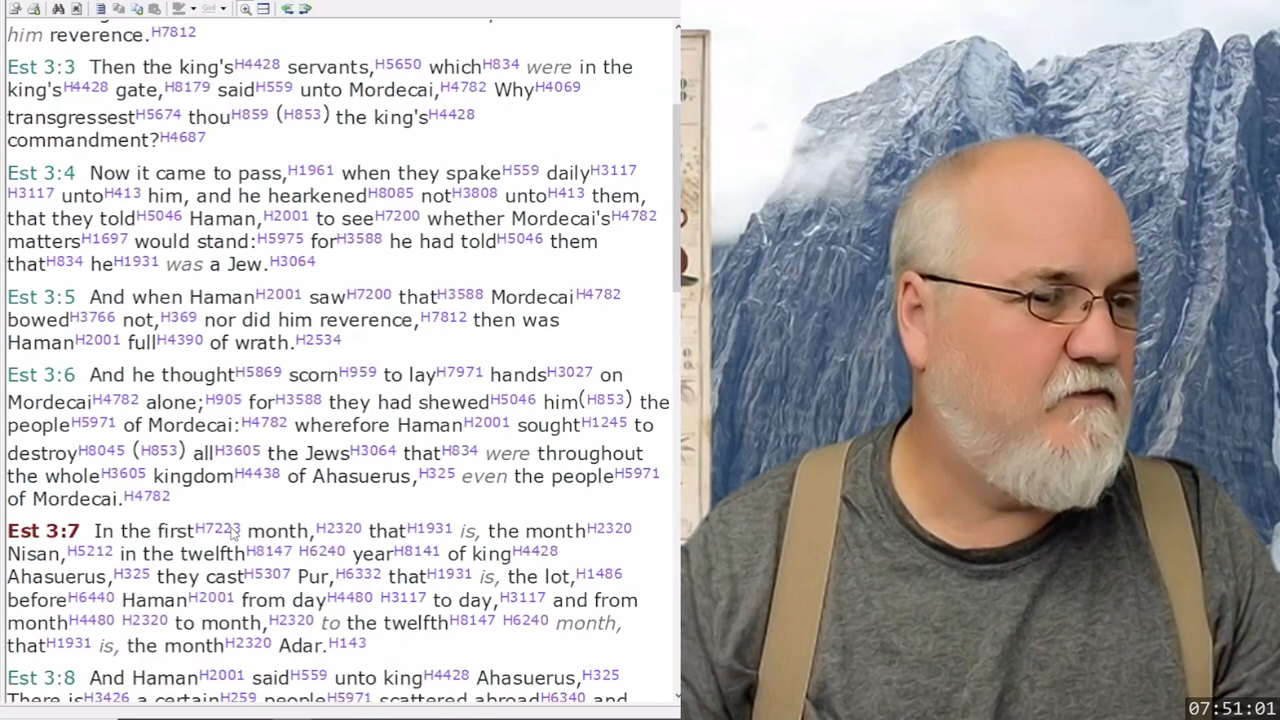 him reverence.H7812
Est 3:3 Then the king'sH4428 servants,H5650 whichH834 were in the
king'sH4428 gate,H8179 saidH559 unto Mordecai,H4782 WhyH4069
transgressestH5674 thouH859 (H853) the king'sH4428
commandment?H4687
Est 3:4 Now it came to pass,H1961 when they spakeH559 dailyH3117
H3117 untoH413 him, and he hearkenedH8085 notH3808 untoH413 them,
that they toldH5046 Haman,H2001 to seeH7200 whether Mordecai'sH4782
mattersH1697 would stand:H5975 forH3588 he had toldH5046 them
thatH834 heH1931 was a Jew.H3064
Est 3:5 And when HamanH2001 sawH7200 thatH3588 MordecaiH4782
bowedH3766 not,H369 nor did him reverence,H7812 then was
HamanH2001 fullH4390 of wrath.H2534
Est 3:6 And he thoughtH5869 scornH959 to layH7971 handsH3027 on
MordecaiH4782 alone;H905 forH3588 they had shewedH5046 him(H853) the
peopleH5971 of Mordecai:H4782 wherefore HamanH2001 soughtH1245 to
destroyH8045 (H853) allH3605 the JewsH3064 thatH834 were throughout
the wholeH3605 kingdomH4438 of Ahasuerus,H325 even the peopleH5971
of Mordecai.H4782
Est 3:7 In the firstH7223 month,H2320 thatH1931 is, the monthH2320
Nisan,H5212 in the twelfthH8147 H6240 yearH8141 of kingH4428
Ahasuerus,H325 they castH5307 Pur,H6332 thatH1931 is, the lot,H1486
beforeH6440 HamanH2001 from dayH4480 H3117 to day,H3117 and from
monthH4480 H2320 to month,H2320 to the twelfthH8147 H6240 month,
thatH1931 is, the monthH2320 Adar.H143
Est 3:8 And HamanH2001 saidH559 unto kingH4428 Ahasuerus,H325
There isH3426 a certainH259 peopleH5971 scattered abroadH6340 and
07:51:01